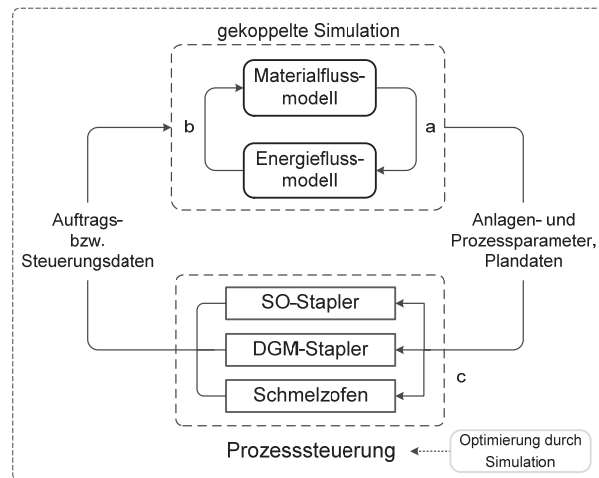 gekoppelte Simulation
Materialfluss-
modell
b
a
Energiefluss-
modell
Auftrags-
bzw.
Steuerungsdaten
Anlagen- und
Prozessparameter,
Plandaten
SO-Stapler
DGM-Stapler
Schmelzofen
c
Prozesssteuerung
Optimierung durch
Simulation